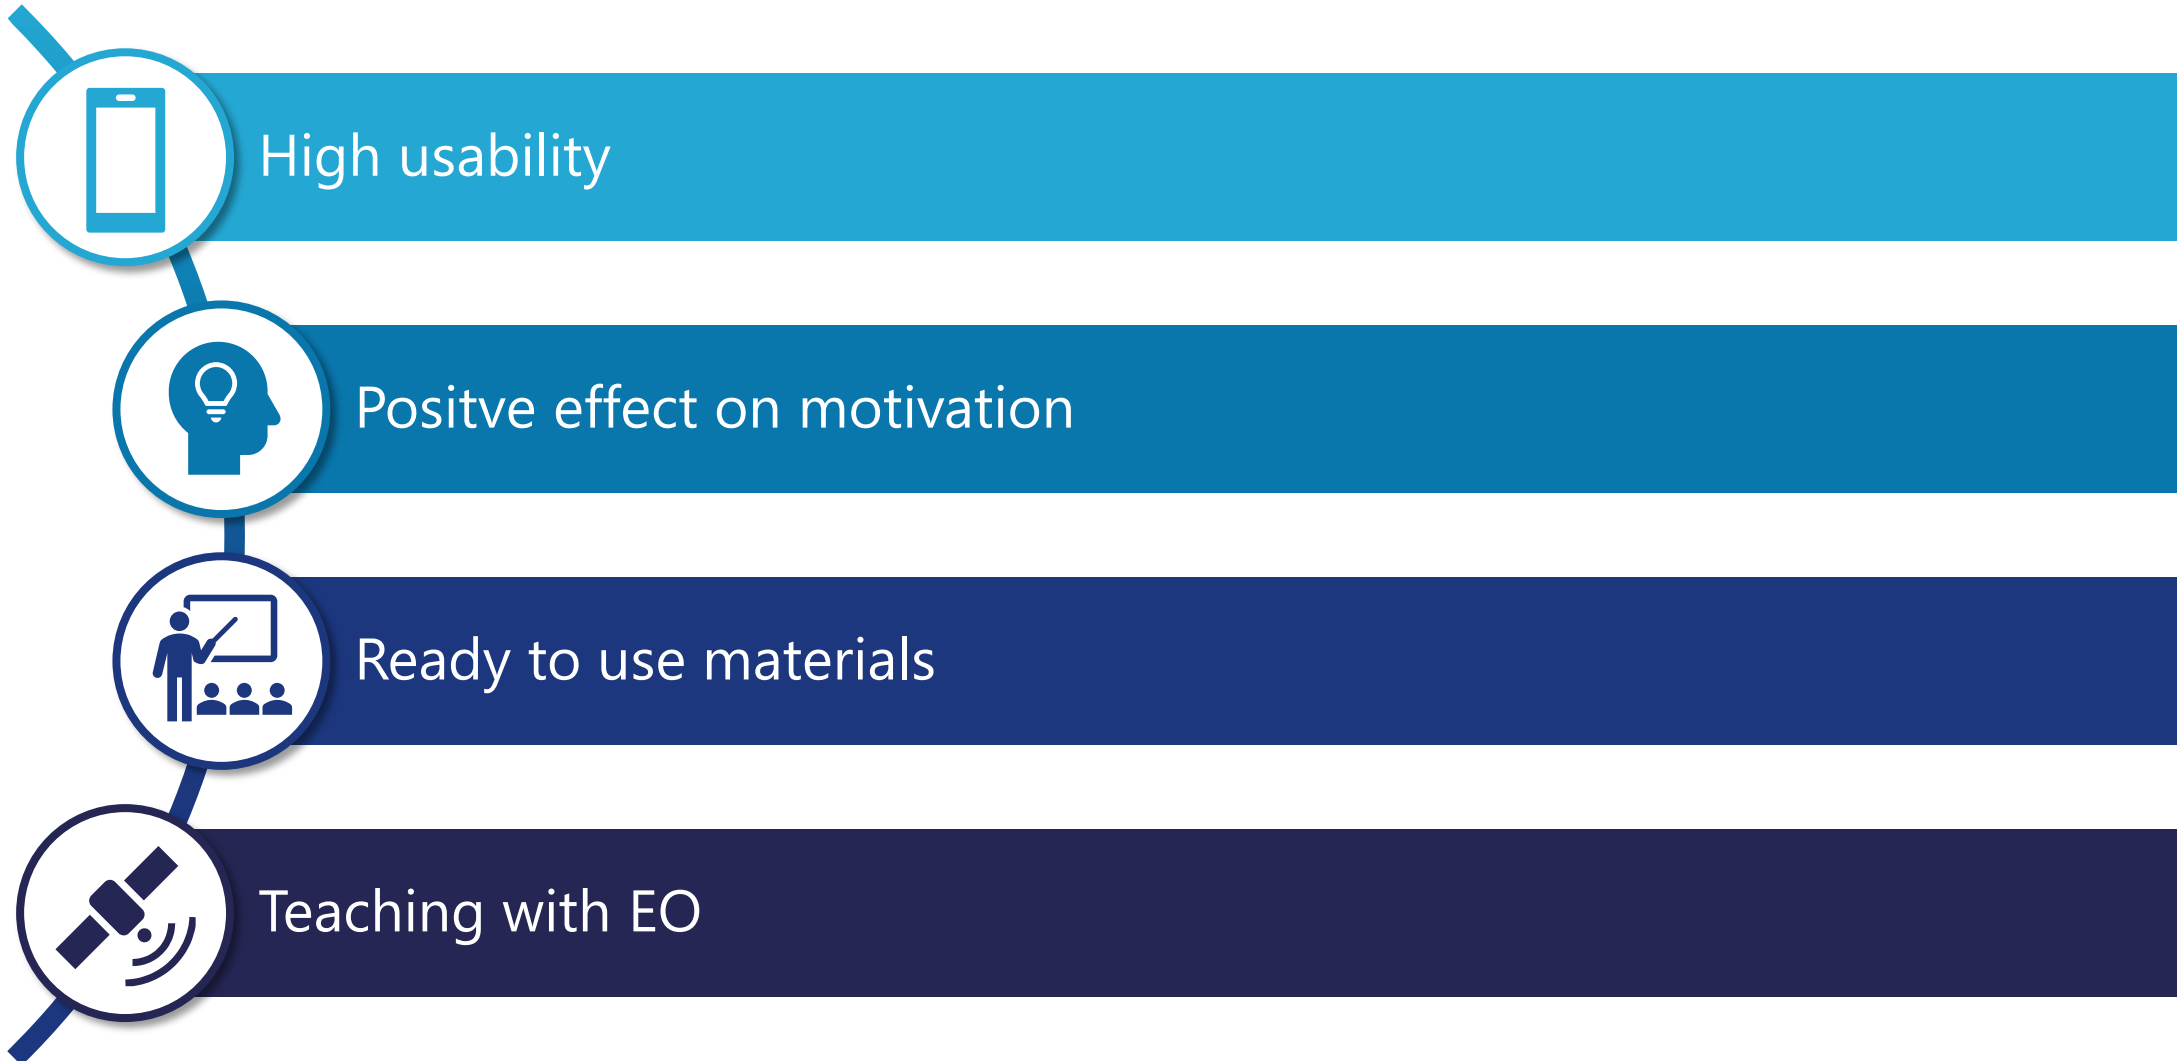 High usability
Positve effect on motivation
Ready to use materials
Teaching with EO